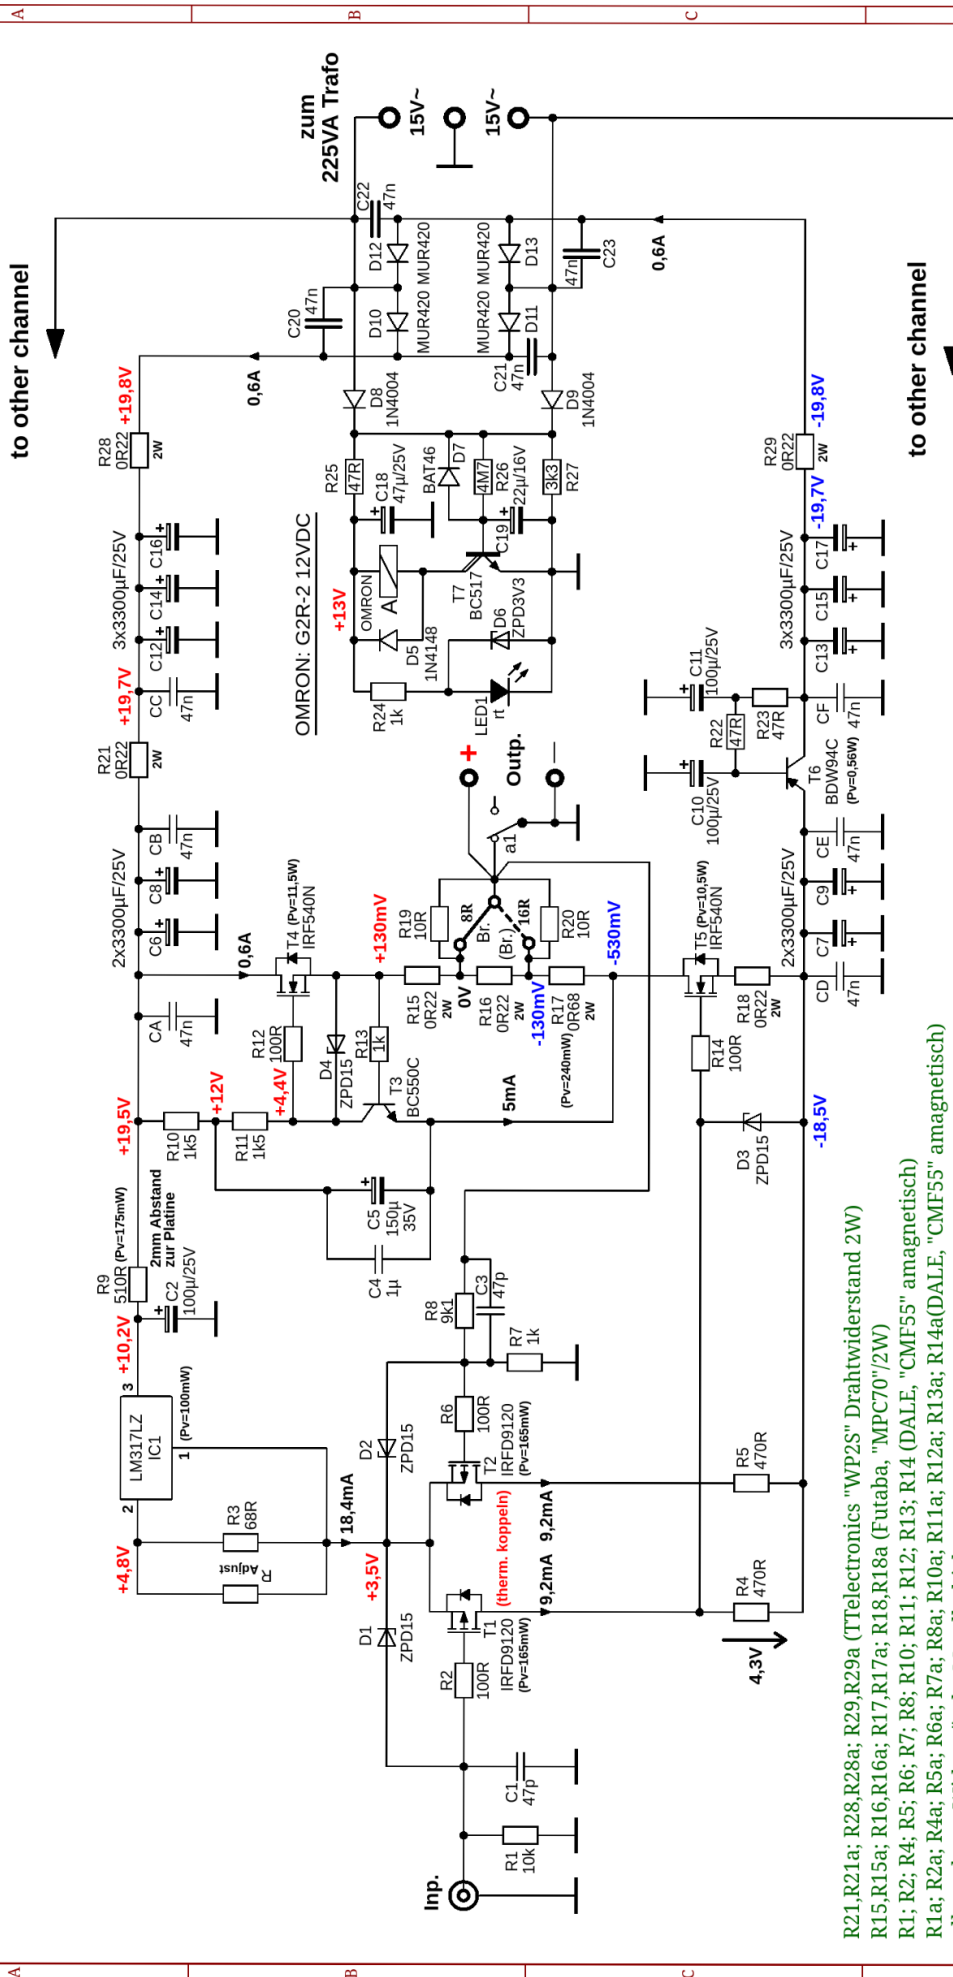 A
B
C
to other channel
zum
225VA Trafo
15V~
15V~
C22
47n
D12
MUR420
D13
MUR420
C23
47n
0,6A
C20
47n
D10
MUR420
MUR420
D11
C21
47n
0,6A
to other channel
+19,8V
R28
0R22
2W
D8
1N4004
D9
1N4004
-19,8V
R29
0R22
2W
-19,7V
R25
47R
C18
47µ/25V
BAT46
D7
4M7
R26
22µ/16V
C19
3k3
R27
OMRON: G2R-2 12VDC
+13V
OMRON
A
T7
BC517
D5
1N4148
D6
ZPD3V3
R24
1k
LED1
rt
3x3300µF/25V
C16
C14
C12
+19,7V
CC
47n
R21
0R22
2W
3x3300µF/25V
C17
C15
C13
CF
47n
C11
100µ/25V
R22
47R
R23
47R
C10
100µ/25V
T6
BDW94C
(Pv=0,56W)
+
Outp.
–
a1
CB
47n
2x3300µF/25V
C8
C6
CE
47n
2x3300µF/25V
C9
C7
CD
47n
0,6A
T4 (Pv=11,5W)
IRF540N
+130mV
R19
10R
8R
Br.
16R
(Br.)
R20
10R
-530mV
T5 (Pv=10,5W)
IRF540N
CA
47n
R12
100R
D4
ZPD15
R13
1k
R15
0R22
2W
0V
R16
0R22
2W
-130mV
R17
0R68
2W
(Pv=240mW)
R14
100R
R18
0R22
2W
+19,5V
+12V
+4,4V
R10
1k5
R11
1k5
T3
BC550C
5mA
D3
ZPD15
-18,5V
R9
510R (Pv=175mW)
2mm Abstand
zur Platine
C2
100µ/25V
C5
150µ
35V
C4
1µ
+10,2V
R8
9k1
C3
47p
R7
1k
LM317LZ
IC1
3
2
1
(Pv=100mW)
D2
ZPD15
R6
100R
T2
IRFD9120
(Pv=165mW)
R5
470R
+4,8V
R3
68R
R
Adjust
18,4mA
+3,5V
(therm. koppeln)
9,2mA
9,2mA
D1
ZPD15
R2
100R
T1
IRFD9120
(Pv=165mW)
R4
470R
4,3V
C1
47p
R1
10k
Inp.
R21,R21a; R28,R28a; R29,R29a (TTelectronics "WP2S" Drahtwiderstand 2W)
R15,R15a; R16,R16a; R17,R17a; R18,R18a (Futaba, "MPC70"/2W)
R1; R2; R4; R5; R6; R7; R8; R10; R11; R12; R13; R14 (DALE, "CMF55" amagnetisch)
R1a; R2a; R4a; R5a; R6a; R7a; R8a; R10a; R11a; R12a; R13a; R14a(DALE, "CMF55" amagnetisch)
A
B
C